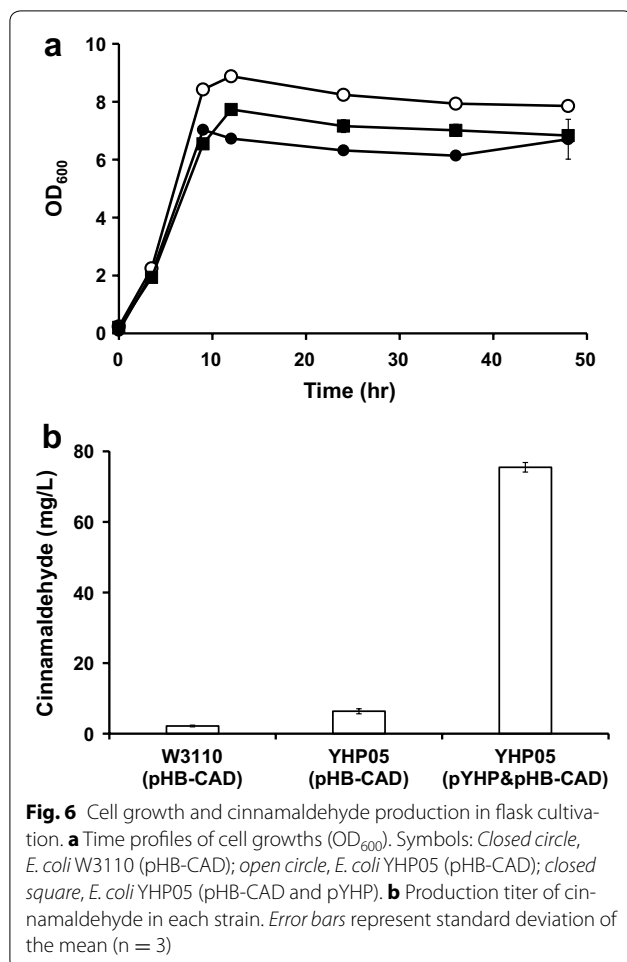 a
10
8
6
4
2
0
OD600
0 10 20 30 40 50
Time (hr)
b
80
60
40
20
0
Cinnamaldehyde (mg/L)
W3110 YHP05 YHP05
(pHB-CAD) (pHB-CAD) (pYHP&pHB-CAD)
Fig. 6 Cell growth and cinnamaldehyde production in flask cultiva-
tion. a Time profiles of cell growths (OD600). Symbols: Closed circle,
E. coli W3110 (pHB-CAD); open circle, E. coli YHP05 (pHB-CAD); closed
square, E. coli YHP05 (pHB-CAD and pYHP). b Production titer of cin-
namaldehyde in each strain. Error bars represent standard deviation of
the mean (n = 3)